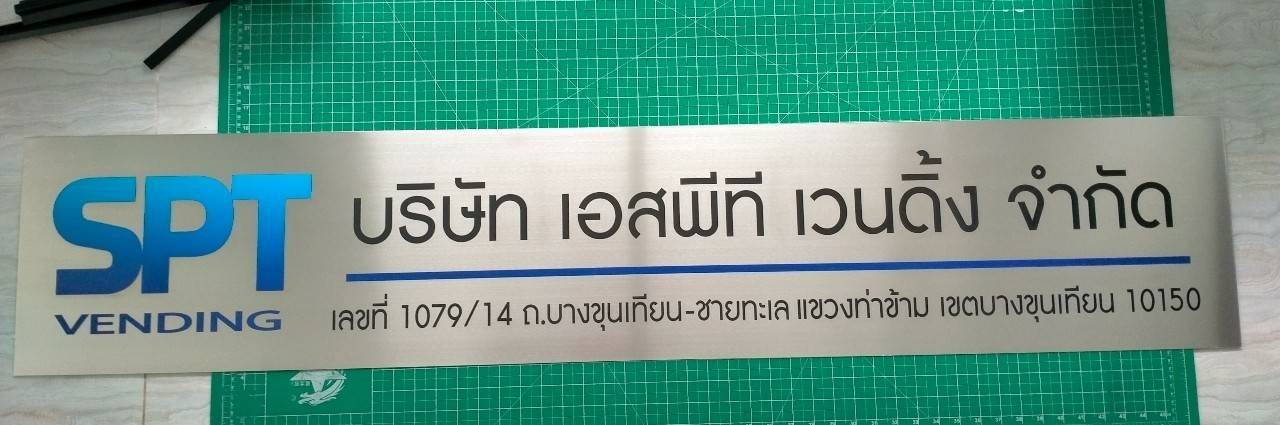 SPT
VENDING
บริษัท เอสพีที เวนดิ้ง จำกัด
เลขที่ 1079/14 ถ.บางขุนเทียน-ชายทะเล แขวงท่าข้าม เขตบางขุนเทียน 10150